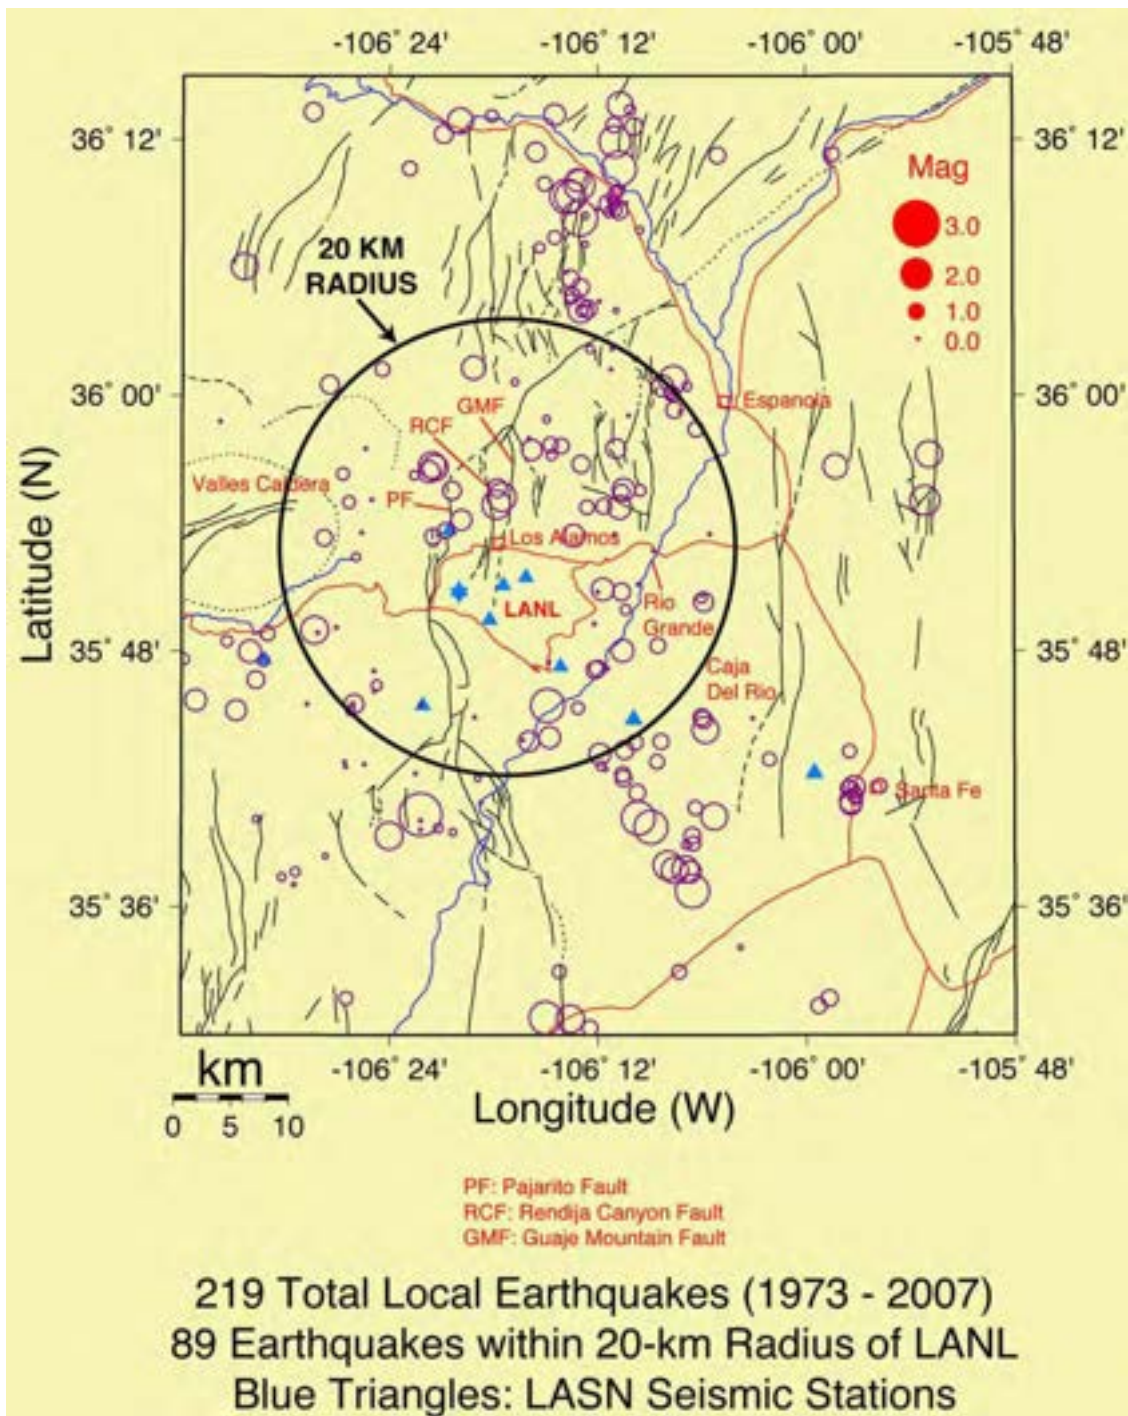 -106° 24' -106° 12' -106° 00' -105° 48'
36° 12' 36° 12'
Mag
3.0
2.0
1.0
0.0
20 KM
RADIUS
36° 00' 36° 00'
Espanola
GMF
RCF
Valles Caldera
PF
Los Alamos
LANL
Rio
Grande
35° 48' 35° 48'
Caja
Del Rio
Santa Fe
35° 36' 35° 36'
Latitude (N)
km
0 5 10
-106° 24' -106° 12' -106° 00' -105° 48'
Longitude (W)
PF: Pajarito Fault
RCF: Rendija Canyon Fault
GMF: Guaje Mountain Fault
219 Total Local Earthquakes (1973 - 2007)
89 Earthquakes within 20-km Radius of LANL
Blue Triangles: LASN Seismic Stations